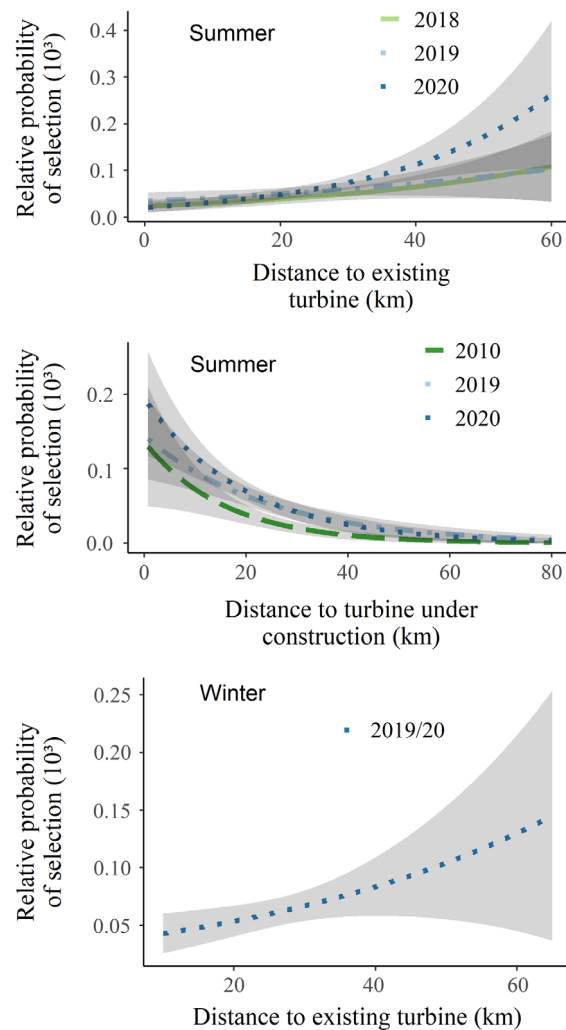 Summer
2018
2019
2020
Relative probability
of selection (10³)
0.4
0.3
0.2
0.1
0.0
0
20
40
60
Distance to existing
turbine (km)
Summer
2010
2019
2020
Relative probability
of selection (10³)
0.2
0.1
0.0
0
20
40
60
80
Distance to turbine under
construction (km)
Winter
2019/20
Relative probability
of selection (10³)
0.25
0.20
0.15
0.10
0.05
20
40
60
Distance to existing turbine (km)